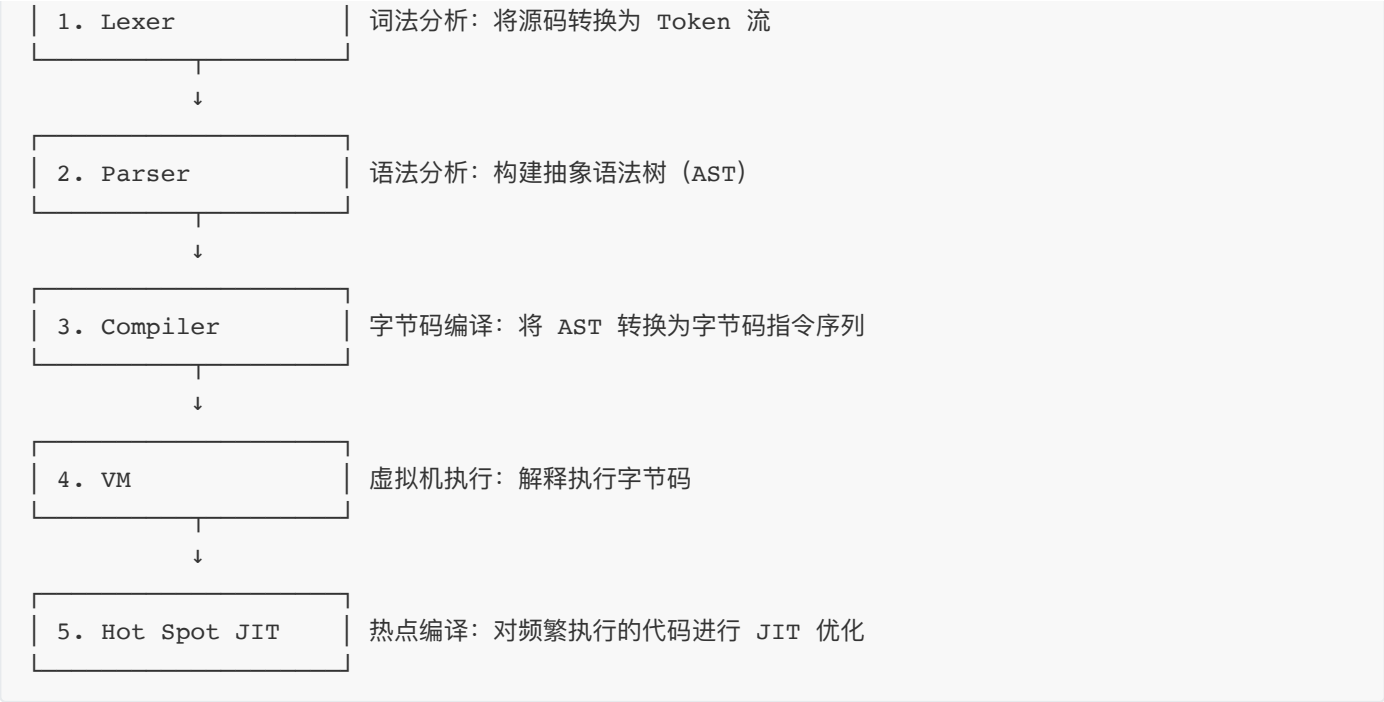 1. Lexer 词法分析：将源码转换为 Token 流
↓
2. Parser 语法分析：构建抽象语法树（AST）
↓
3. Compiler 字节码编译：将 AST 转换为字节码指令序列
↓
4. VM 虚拟机执行：解释执行字节码
↓
5. Hot Spot JIT 热点编译：对频繁执行的代码进行 JIT 优化